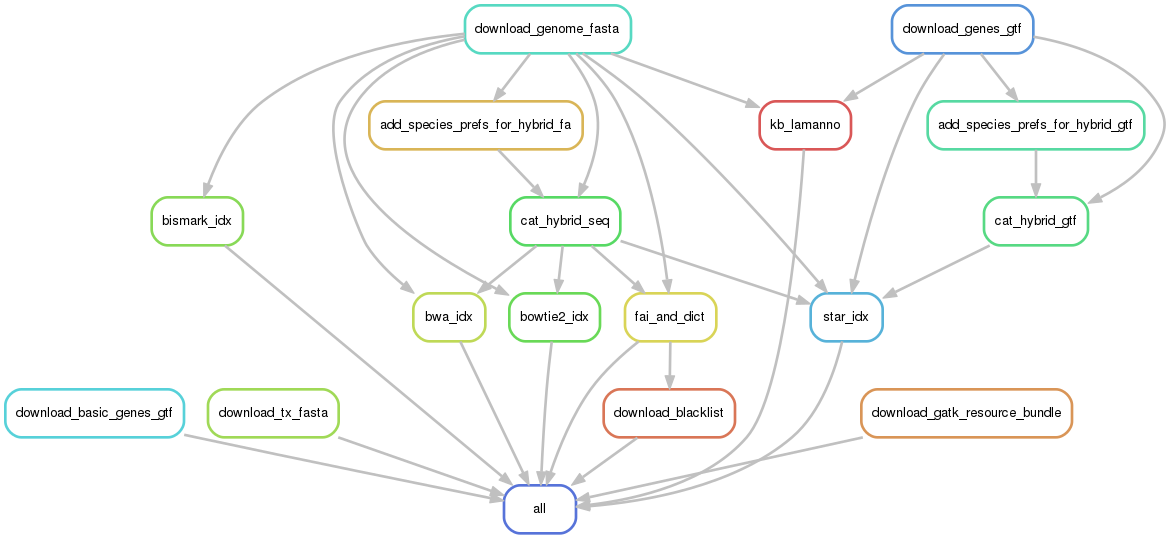 download_genome_fasta
download_genes_gtf
add_species_prefs_for_hybrid_fa
kb_lamanno
add_species_prefs_for_hybrid_gtf
bismark_idx
cat_hybrid_seq
cat_hybrid_gtf
bwa_idx
bowtie2_idx
fai_and_dict
star_idx
download_basic_genes_gtf
download_tx_fasta
download_blacklist
download_gatk_resource_bundle
all